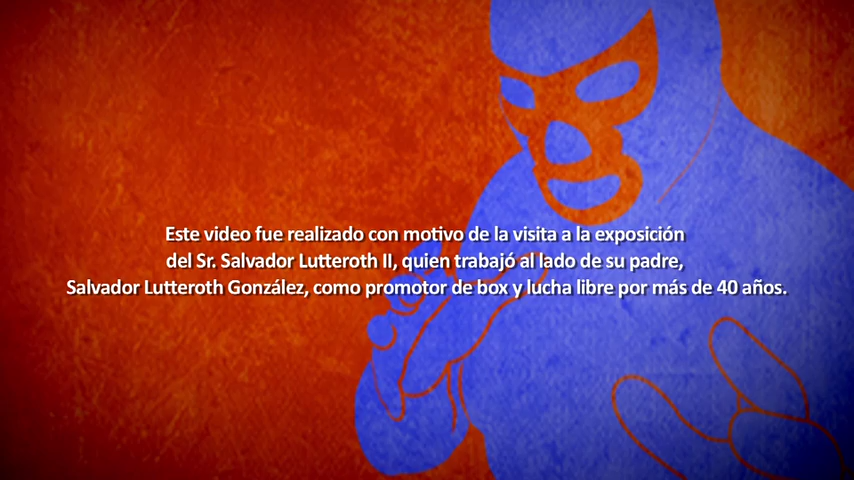 Este video fue realizado con motivo de la visita a la exposición
del Sr. Salvador Lutteroth II, quien trabajó al lado de su padre,
Salvador Lutteroth González, como promotor de box y lucha libre por más de 40 años.